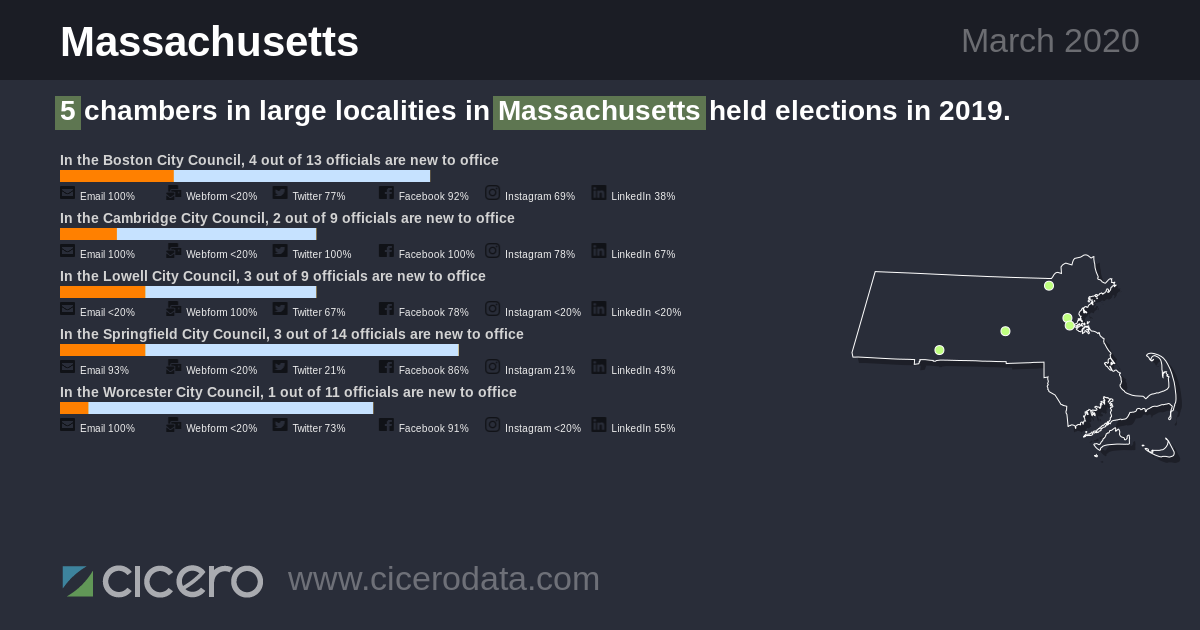 Massachusetts
March 2020
5 chambers in large localities in Massachusetts held elections in 2019.
In the Boston City Council, 4 out of 13 officials are new to office
Email 100% Webform <20% Twitter 77% Facebook 92% Instagram 69% LinkedIn 38%
In the Cambridge City Council, 2 out of 9 officials are new to office
Email 100% Webform <20% Twitter 100% Facebook 100% Instagram 78% LinkedIn 67%
In the Lowell City Council, 3 out of 9 officials are new to office
Email <20% Webform 100% Twitter 67% Facebook 78% Instagram <20% LinkedIn <20%
In the Springfield City Council, 3 out of 14 officials are new to office
Email 93% Webform <20% Twitter 21% Facebook 86% Instagram 21% LinkedIn 43%
In the Worcester City Council, 1 out of 11 officials are new to office
Email 100% Webform <20% Twitter 73% Facebook 91% Instagram <20% LinkedIn 55%
cicero www.cicerodata.com